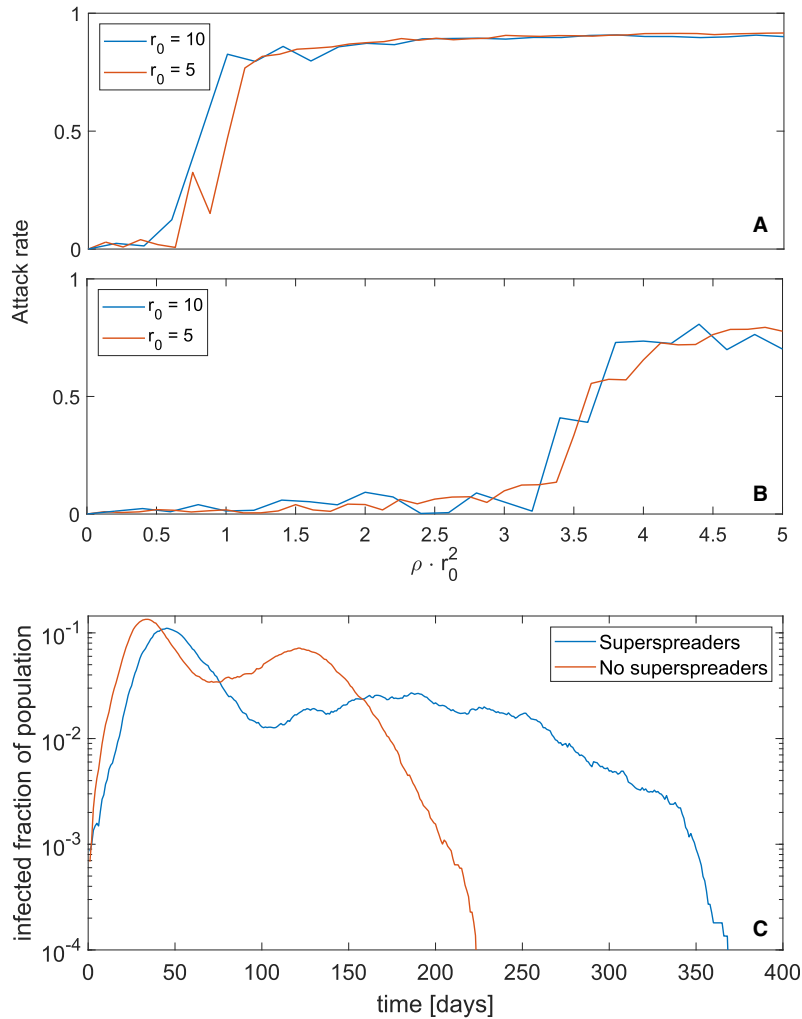 1
r0 = 10
r0 = 5
0.5
A
0
Attack rate
1
r0 = 10
r0 = 5
0.5
B
0
0 0.5 1 1.5 2 2.5 3 3.5 4 4.5 5
ρ · r0^2
10^-1
Superspreaders
No superspreaders
10^-2
infected fraction of population
10^-3
C
10^-4
0 50 100 150 200 250 300 350 400
time [days]